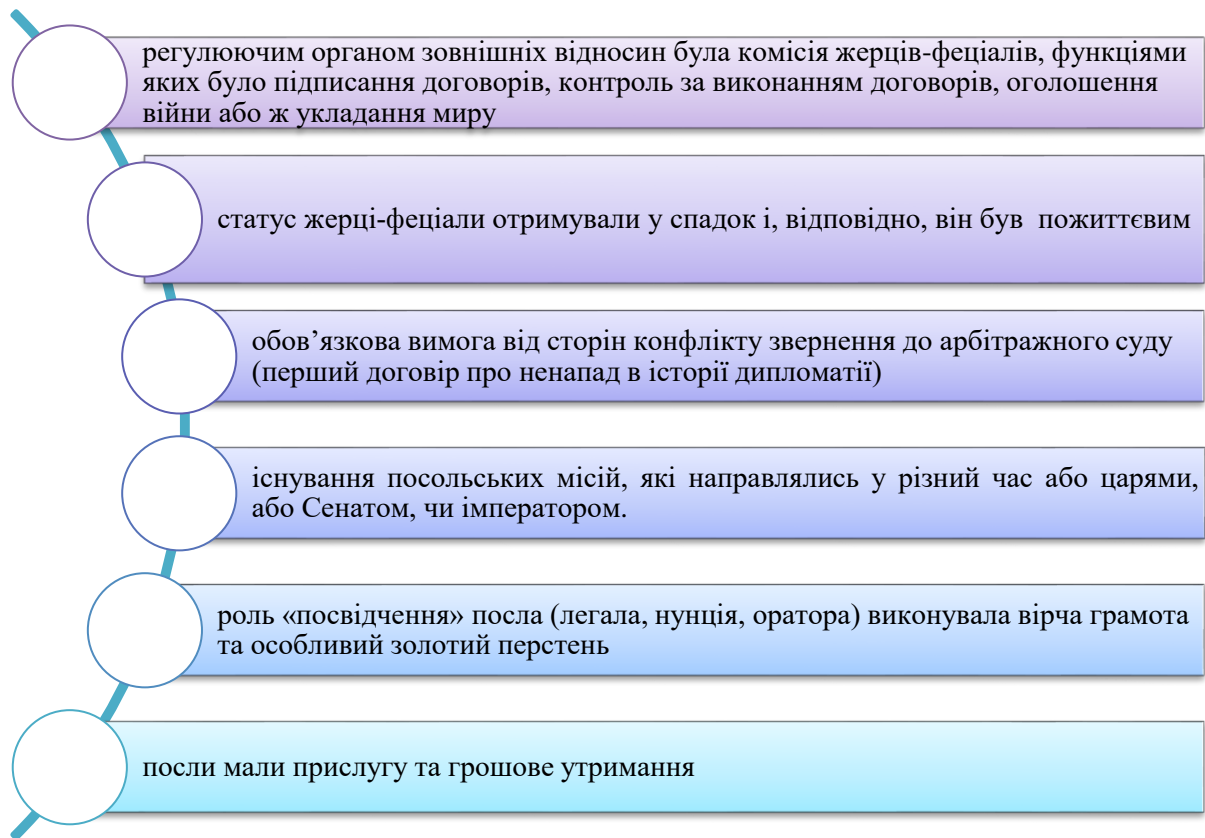 регулюючим органом зовнішніх відносин була комісія жерців-феціалів, функціями
яких було підписання договорів, контроль за виконанням договорів, оголошення
війни або ж укладання миру
статус жерці-феціали отримували у спадок і, відповідно, він був пожиттєвим
обов’язкова вимога від сторін конфлікту звернення до арбітражного суду
(перший договір про ненапад в історії дипломатії)
існування посольських місій, які направлялись у різний час або царями,
або Сенатом, чи імператором.
роль «посвідчення» посла (легала, нунція, оратора) виконувала вірча грамота
та особливий золотий перстень
посли мали прислугу та грошове утримання